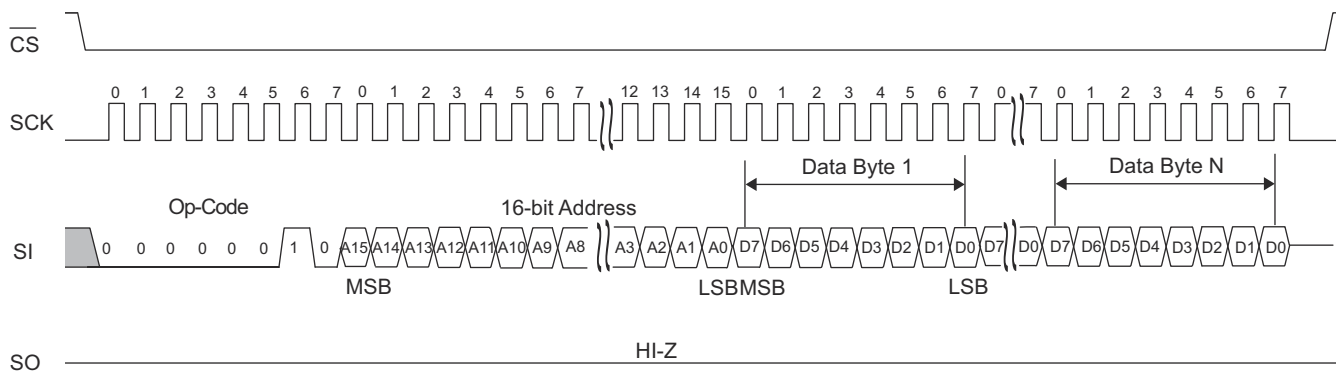 CS
0 1 2 3 4 5 6 7 0 1 2 3 4 5 6 7 12 13 14 15 0 1 2 3 4 5 6 7 0 7 0 1 2 3 4 5 6 7
SCK
Data Byte 1 Data Byte N
Op-Code 16-bit Address
SI 0 0 0 0 0 0 1 0 A15 A14 A13 A12 A11 A10 A9 A8 A3 A2 A1 A0 D7 D6 D5 D4 D3 D2 D1 D0 D7 D0 D7 D6 D5 D4 D3 D2 D1 D0
MSB LSB MSB LSB
HI-Z
SO